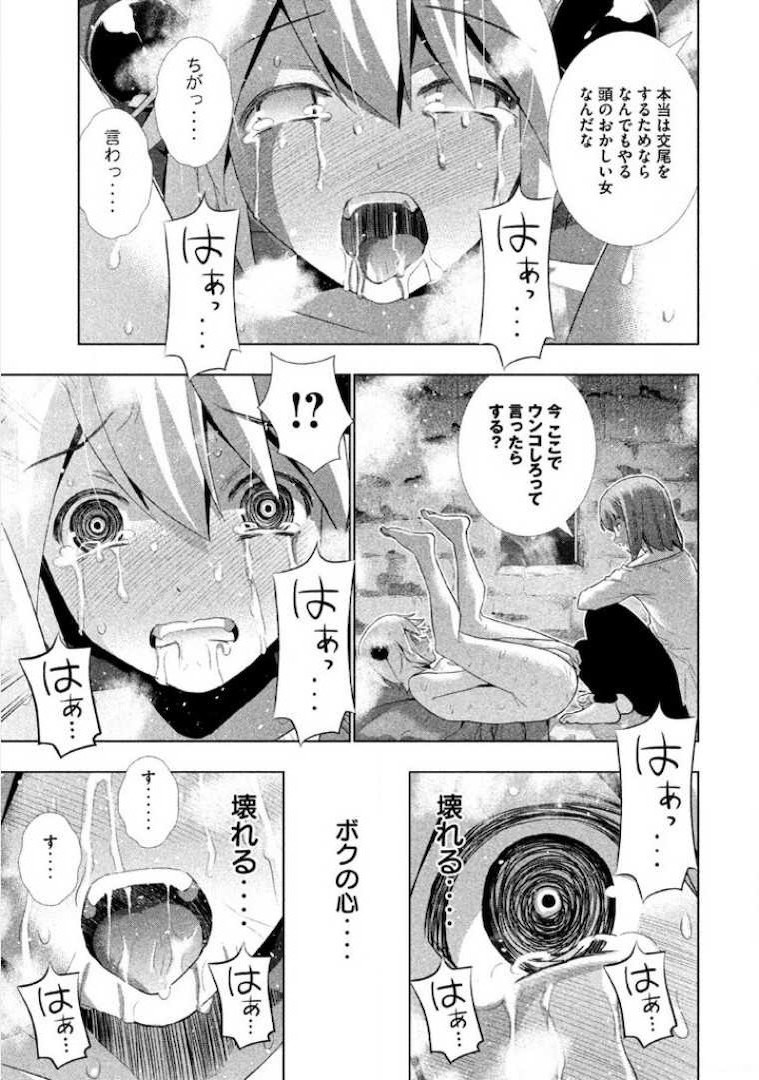 本当は交尾を
するためなら
なんでもやる
頭のおかしい女
なんだな
はぁっ
・・・
ちがっ・・・・
言わっ
・・・・
はぁっ
・・・
今 ここで
ウンコしろって
言ったら
する?
!?
はぁっ
・・・
はぁ・・・
はぁっ
・・・
壊れる・・・・
はぁ・・・
はぁ・・・
ボクの心・・・・
壊れる・・・・
す・・・・・
す・・・・
はぁ・・・
はぁ・・・